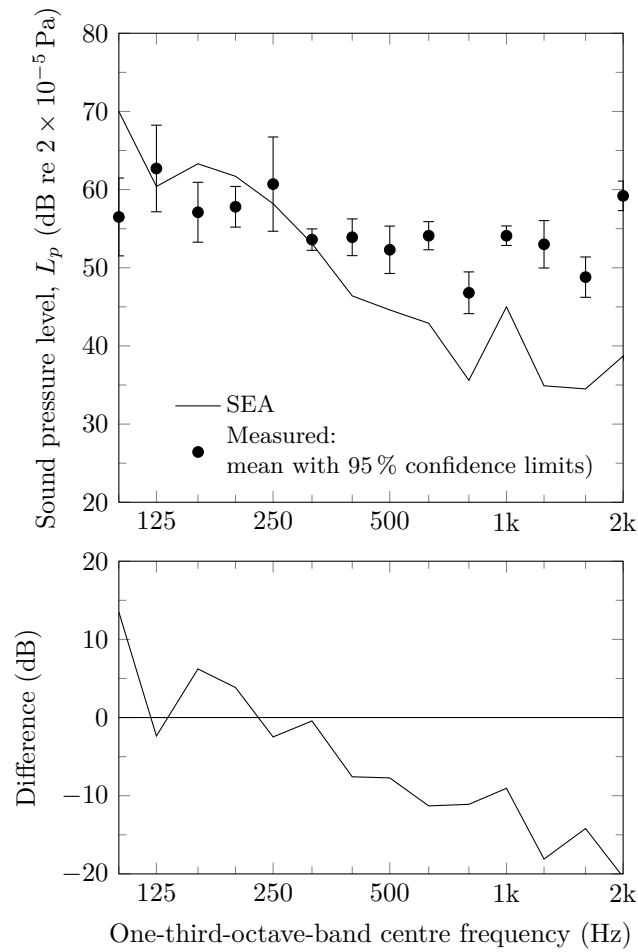 80
70
60
50
40
30
20
Sound pressure level, Lₚ (dB re 2 × 10⁻⁵ Pa)
SEA
Measured:
mean with 95 % confidence limits)
125 250 500 1k 2k
20
10
0
−10
−20
Difference (dB)
125 250 500 1k 2k
One-third-octave-band centre frequency (Hz)